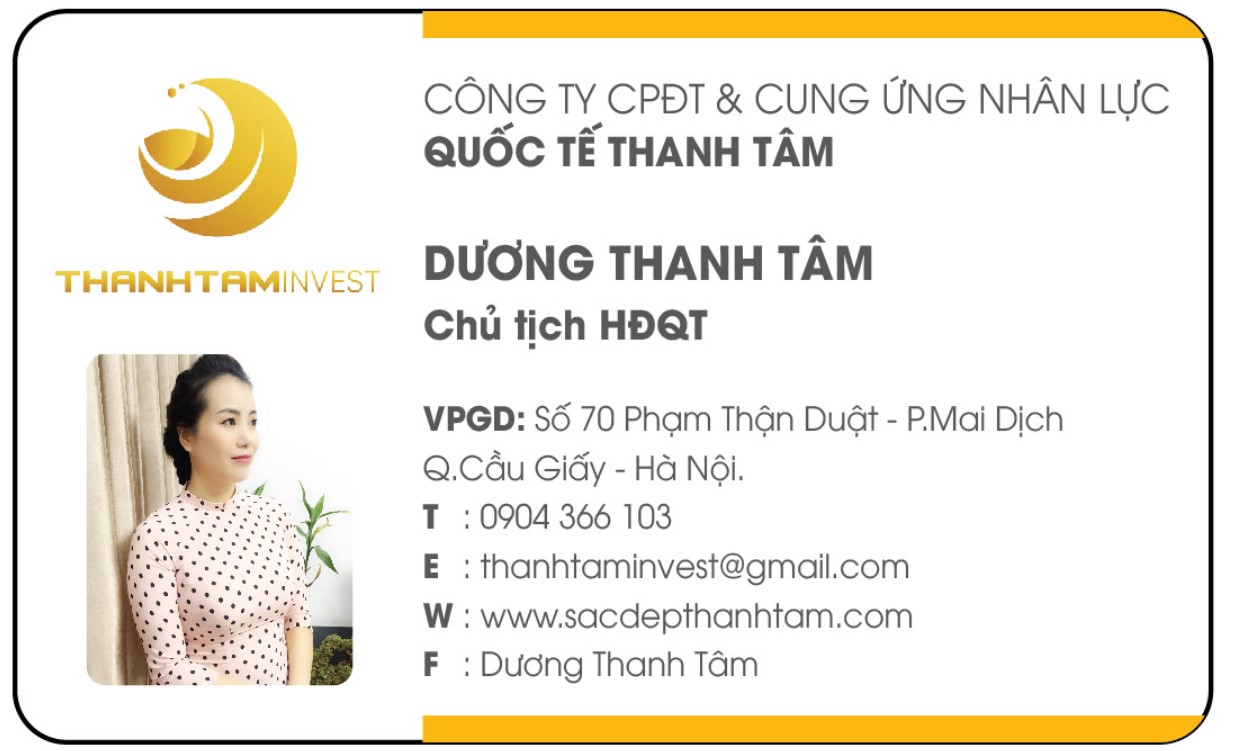 CÔNG TY CPĐT & CUNG ỨNG NHÂN LỰC
QUỐC TẾ THANH TÂM
THANHTAMINVEST
DƯƠNG THANH TÂM
Chủ tịch HĐQT
VPGD: Số 70 Phạm Thận Duật - P.Mai Dịch
Q.Cầu Giấy - Hà Nội.
T : 0904 366 103
E : thanhtaminvest@gmail.com
W : www.sacdepthanhtam.com
F : Dương Thanh Tâm